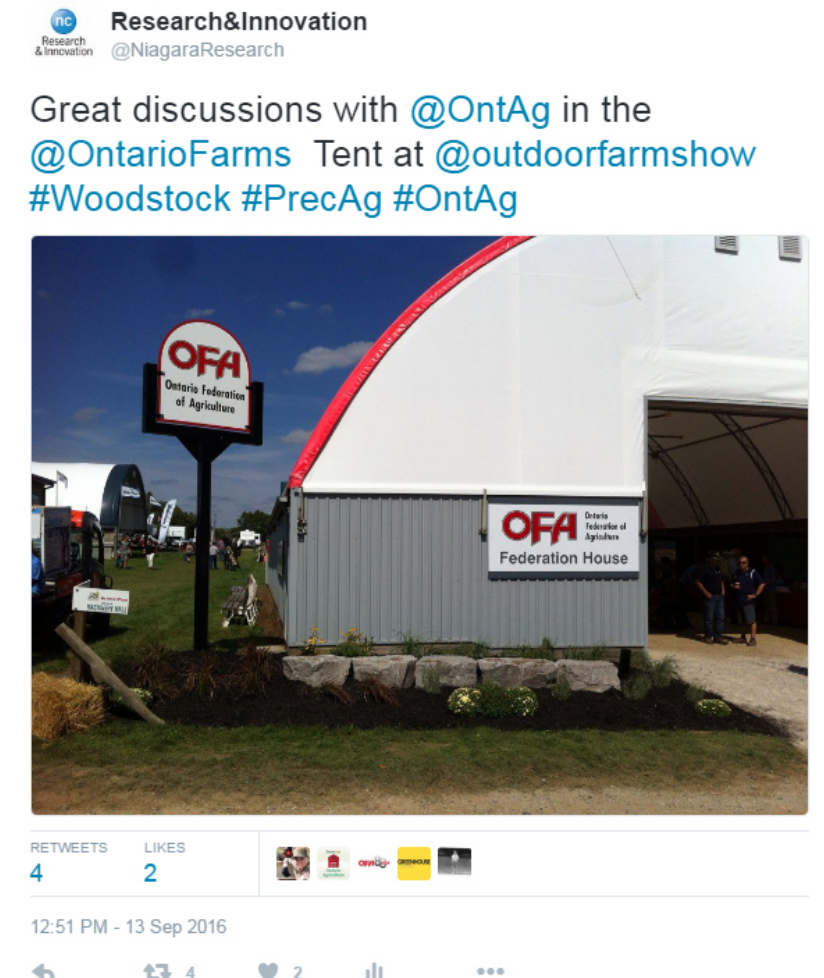 nc
Research
& Innovation
Research&Innovation
@NiagaraResearch
Great discussions with @OntAg in the
@OntarioFarms Tent at @outdoorfarmshow
#Woodstock #PrecAg #OntAg
OFA
Ontario Federation
of Agriculture
OFA
Ontario
Federation of
Agriculture
Federation House
RETWEETS
4
LIKES
2
GREENHOUSE
12:51 PM - 13 Sep 2016
4
2